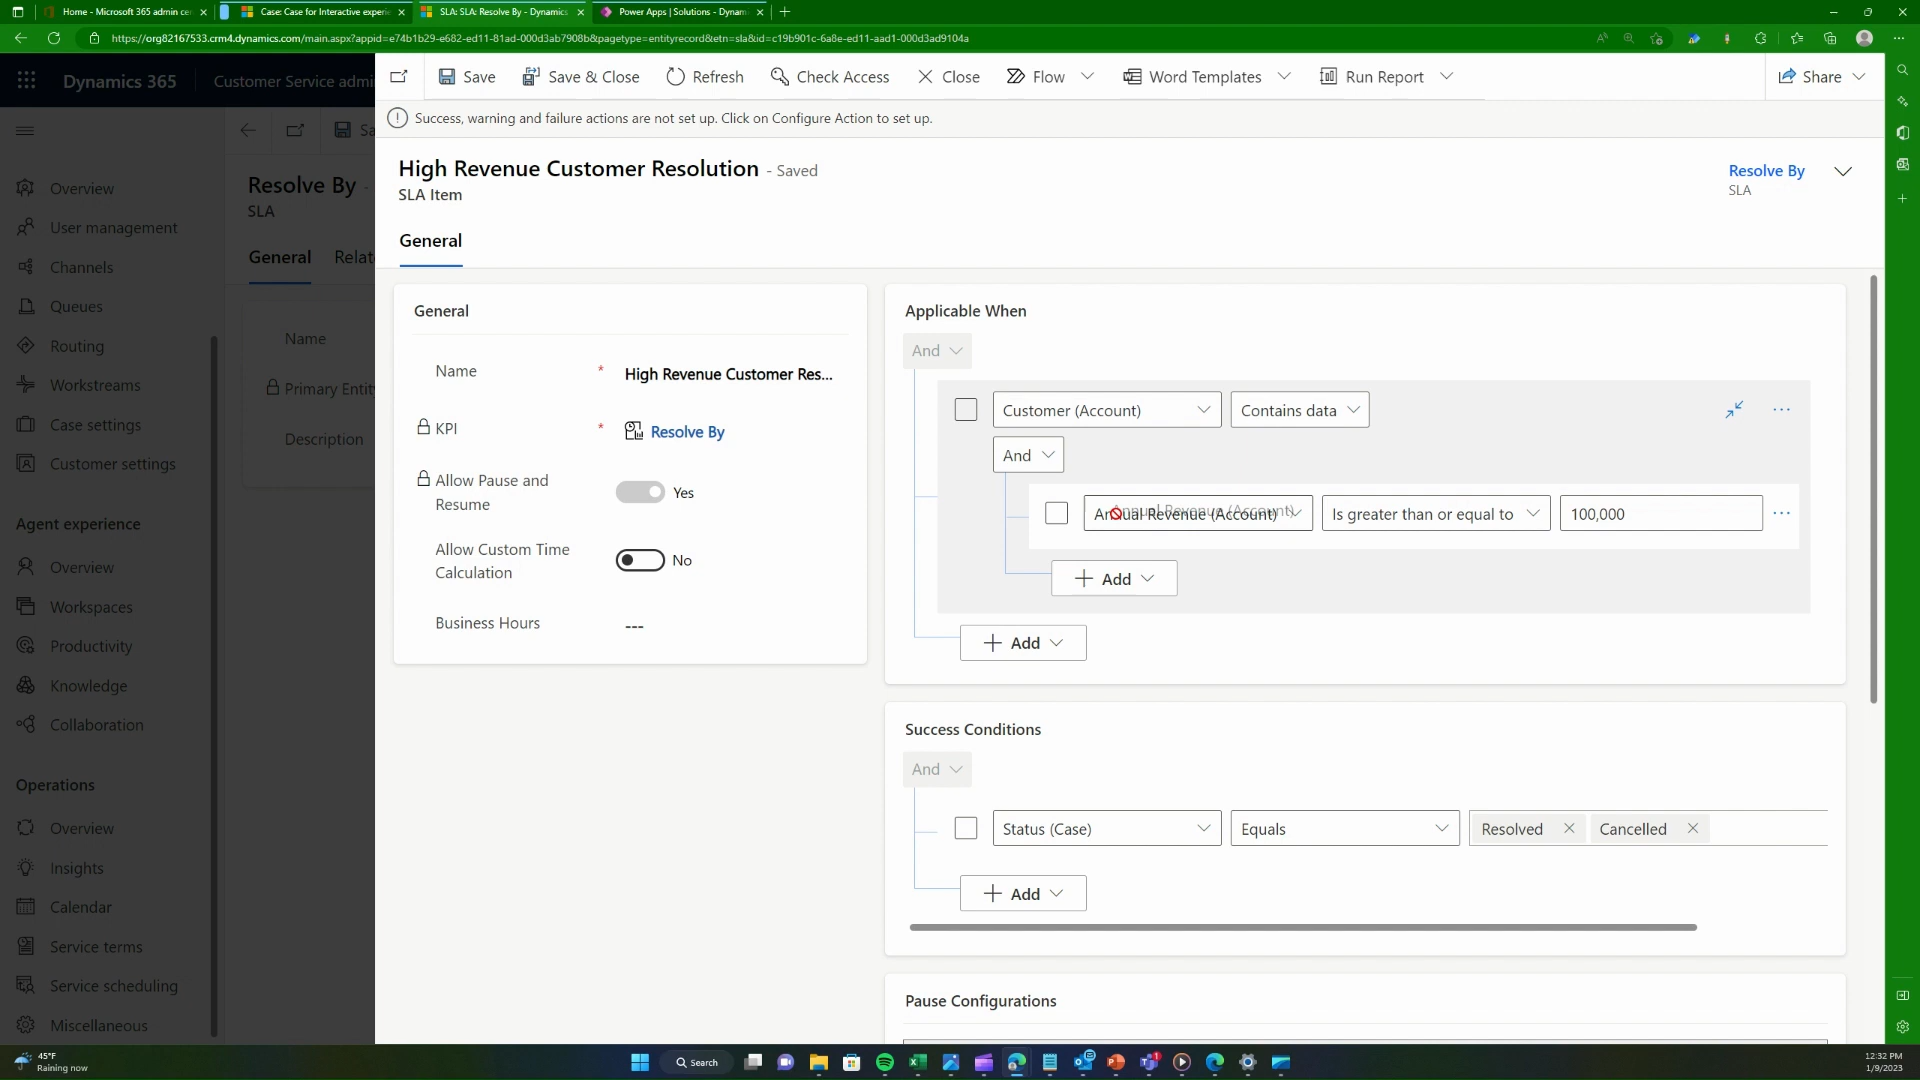 Home - Microsoft 365 admin ce
Case: Case for Interactive experie
SLA: SLA: Resolve By - Dynamics
Power Apps | Solutions - Dynam
https://org82167533.crm4.dynamics.com/main.aspx?appid=e74b1b29-e682-ed11-81ad-000d3ab7908b&pagetype=entityrecord&etn=sla&id=c19b901c-6a8e-ed11-aad1-000d3ad9104a
Dynamics 365
Customer Service admi
Save
Save & Close
Refresh
Check Access
Close
Flow
Word Templates
Run Report
Share
Success, warning and failure actions are not set up. Click on Configure Action to set up.
High Revenue Customer Resolution - Saved
SLA Item
Resolve By
SLA
General
Sa
Resolve By -
SLA
General
Relat
Name
Primary Entity
Description
Overview
User management
Channels
Queues
Routing
Workstreams
Case settings
Customer settings
Agent experience
Overview
Workspaces
Productivity
Knowledge
Collaboration
Operations
Overview
Insights
Calendar
Service terms
Service scheduling
Miscellaneous
General
Name * High Revenue Customer Res...
KPI * Resolve By
Allow Pause and
Resume
Yes
Allow Custom Time
Calculation
No
Business Hours ---
Applicable When
And
Customer (Account) Contains data
And
Annual Revenue (Account) Is greater than or equal to 100,000
Annual Revenue (Account)
Add
Add
Success Conditions
And
Status (Case) Equals Resolved Cancelled
Add
Pause Configurations
45°F
Raining now
Search
1
12:32 PM
1/9/2023